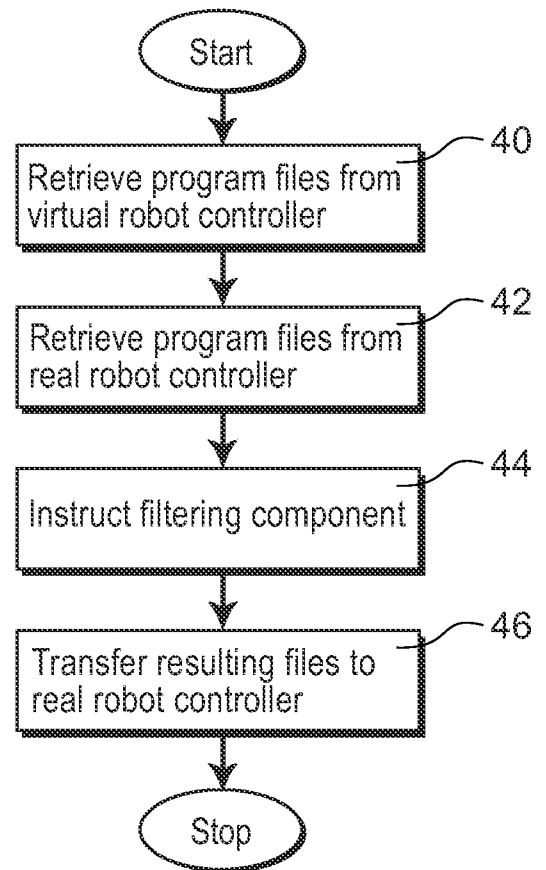 Start
40
Retrieve program files from
virtual robot controller
42
Retrieve program files from
real robot controller
44
Instruct filtering component
46
Transfer resulting files to
real robot controller
Stop